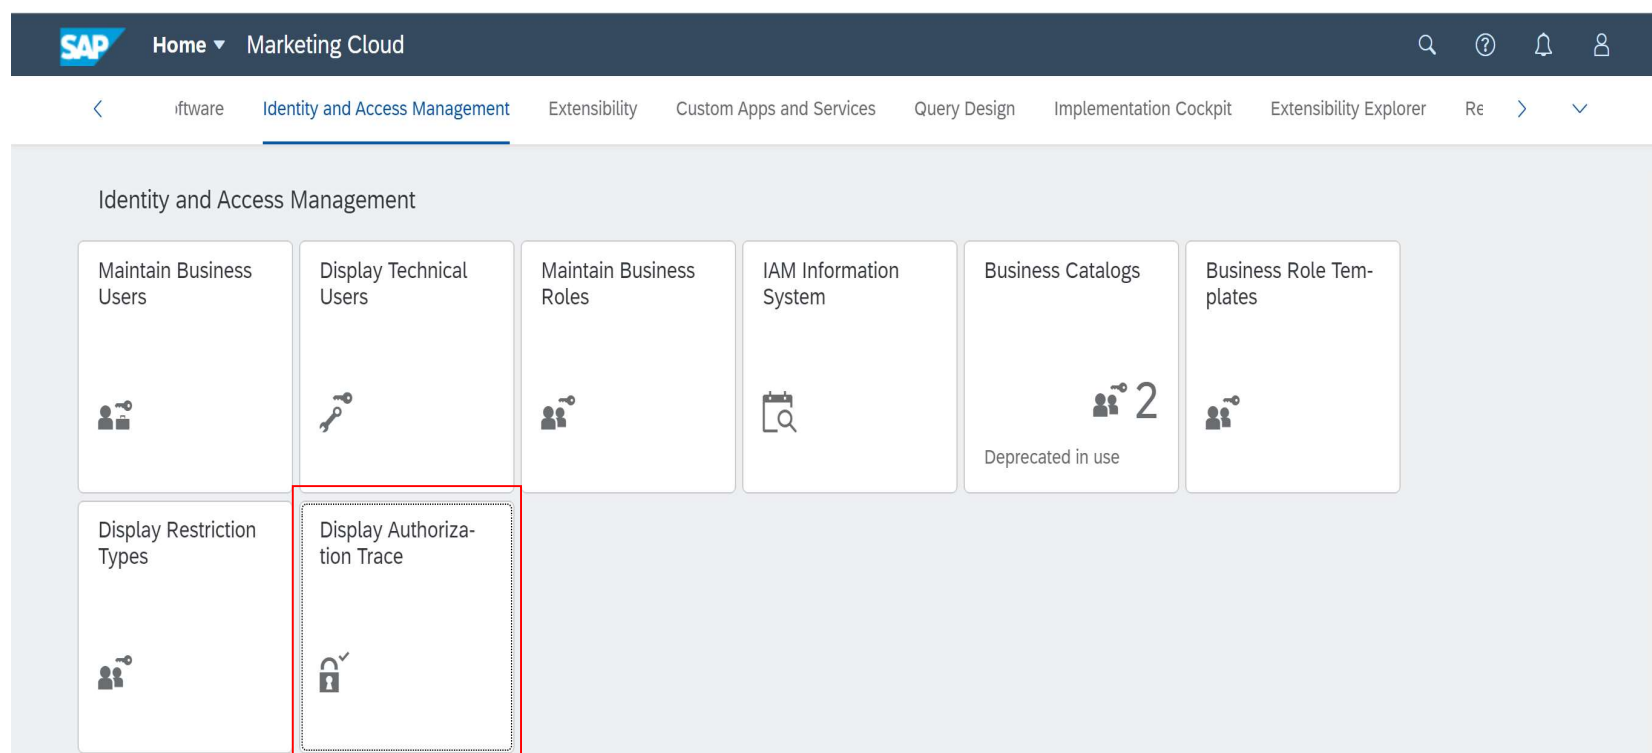 SAP Home Marketing Cloud
ftware Identity and Access Management Extensibility Custom Apps and Services Query Design Implementation Cockpit Extensibility Explorer Re
Identity and Access Management
Maintain Business
Users
Display Technical
Users
Maintain Business
Roles
IAM Information
System
Business Catalogs
2
Deprecated in use
Business Role Tem-
plates
Display Restriction
Types
Display Authoriza-
tion Trace